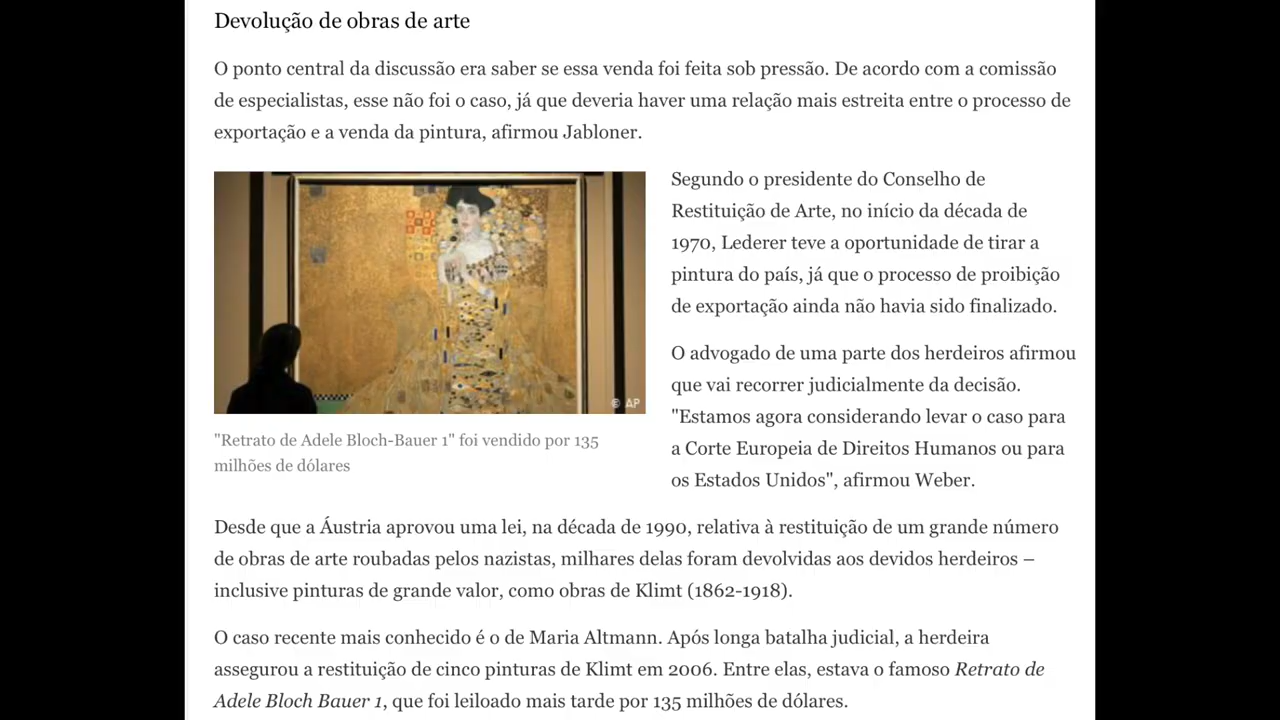 Devolução de obras de arte
O ponto central da discussão era saber se essa venda foi feita sob pressão. De acordo com a comissão
de especialistas, esse não foi o caso, já que deveria haver uma relação mais estreita entre o processo de
exportação e a venda da pintura, afirmou Jabloner.
© AP
"Retrato de Adele Bloch-Bauer 1" foi vendido por 135
milhões de dólares
Segundo o presidente do Conselho de
Restituição de Arte, no início da década de
1970, Lederer teve a oportunidade de tirar a
pintura do país, já que o processo de proibição
de exportação ainda não havia sido finalizado.
O advogado de uma parte dos herdeiros afirmou
que vai recorrer judicialmente da decisão.
"Estamos agora considerando levar o caso para
a Corte Europeia de Direitos Humanos ou para
os Estados Unidos", afirmou Weber.
Desde que a Áustria aprovou uma lei, na década de 1990, relativa à restituição de um grande número
de obras de arte roubadas pelos nazistas, milhares delas foram devolvidas aos devidos herdeiros –
inclusive pinturas de grande valor, como obras de Klimt (1862-1918).
O caso recente mais conhecido é o de Maria Altmann. Após longa batalha judicial, a herdeira
assegurou a restituição de cinco pinturas de Klimt em 2006. Entre elas, estava o famoso Retrato de
Adele Bloch Bauer 1, que foi leiloado mais tarde por 135 milhões de dólares.